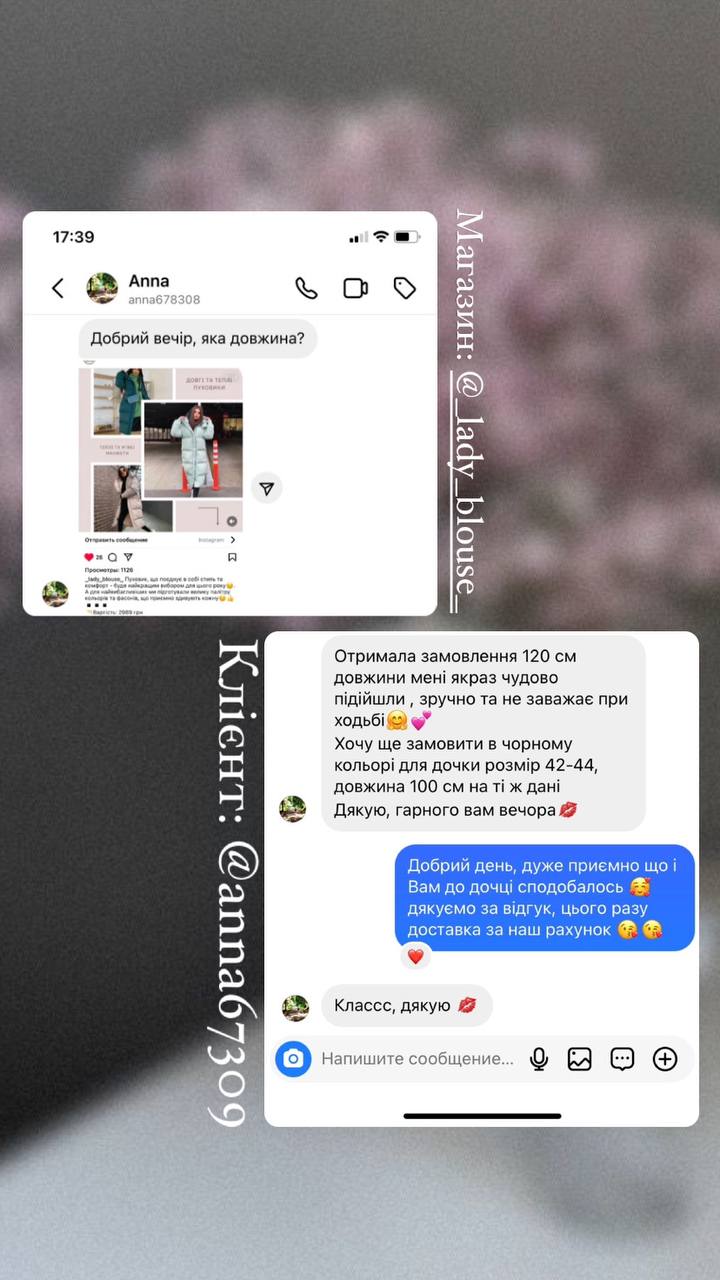 17:39
Anna
anna678308
Добрий вечір, яка довжина?
ДОВГІ ТА ТЕПЛІ
ПУХОВИКИ
МАНЖЕТИ
Отправить сообщение
Instagram
26
Просмотры: 1126
_lady_blouse_ Пуховик, що поєднує в собі стиль та
комфорт - буде найкращим вибором для цього року
А для найвибагливіших ми підготували велику палітру
кольорів та фасонів, що приємно здивують кожну
Вартість: 2989 грн
Магазин: @_lady_blouse_
Клієнт: @anna67309
Отримала замовлення 120 см
довжини мені якраз чудово
підійшли , зручно та не заважає при
ходьбі🤗💕
Хочу ще замовити в чорному
кольорі для дочки розмір 42-44,
довжина 100 см на ті ж дані
Дякую, гарного вам вечора💋
Добрий день, дуже приємно що і
Вам до дочці сподобалось 🥰
дякуємо за відгук, цього разу
доставка за наш рахунок 😘😘
❤️
Классс, дякую 💋
Напишите сообщение...